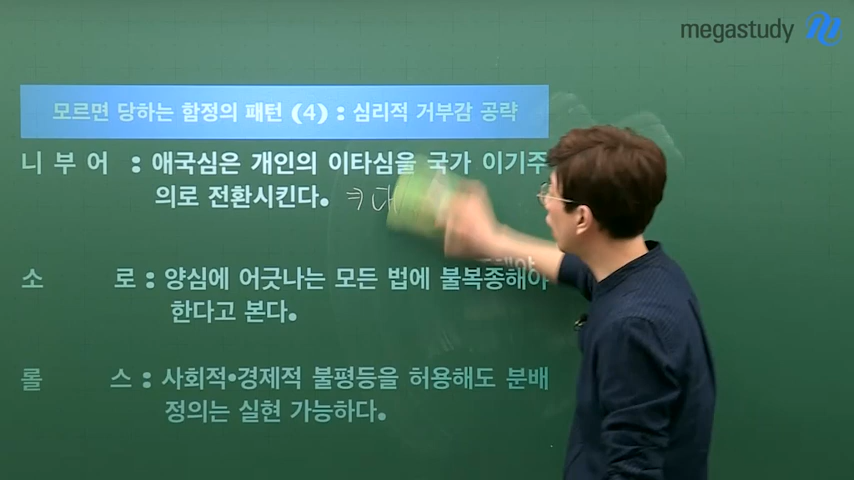 megastudy
모르면 당하는 함정의 패턴 (4) : 심리적 거부감 공략
니 부 어 : 애국심은 개인의 이타심을 국가 이기주
의로 전환시킨다.
소 로 : 양심에 어긋나는 모든 법에 불복종해야
한다고 본다.
롤 스 : 사회적•경제적 불평등을 허용해도 분배
정의는 실현 가능하다.